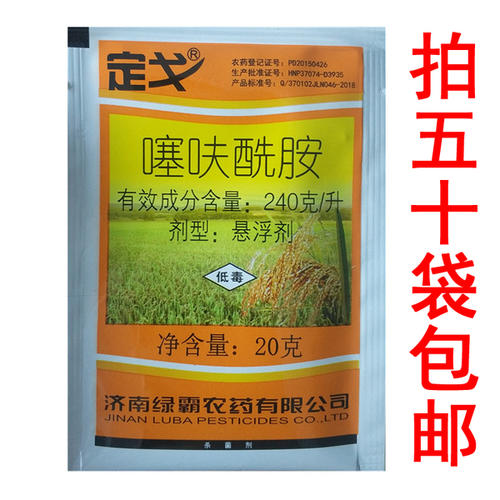 定戈®
农药登记证号：PD20150426
生产批准证号：HNP37074-D3935
产品标准号：Q/370102JLN046-2018
噻呋酰胺
有效成分含量：240克/升
剂型：悬浮剂
低毒
净含量：20克
济南绿霸农药有限公司
JINAN LUBA PESTICIDES CO.,LTD
杀菌剂
拍五十袋包邮